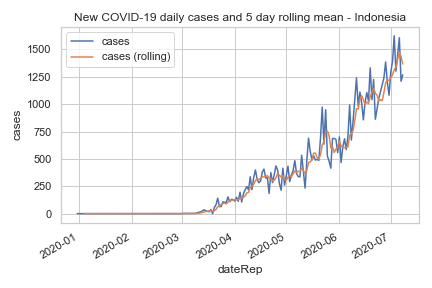 New COVID-19 daily cases and 5 day rolling mean - Indonesia
cases
cases (rolling)
1500
1250
1000
750
500
250
0
cases
2020-01
2020-02
2020-03
2020-04
2020-05
2020-06
2020-07
dateRep